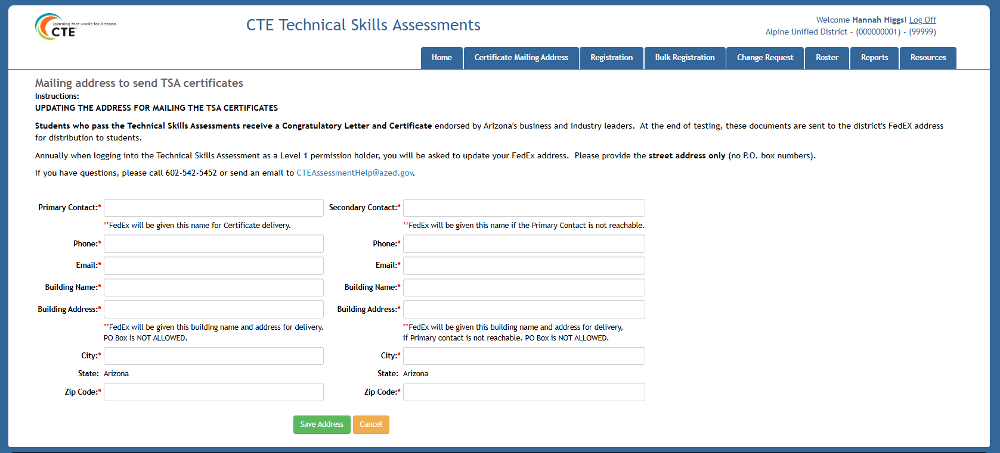 Learning that works for Arizona
CTE
CTE Technical Skills Assessments
Welcome Hannah Higgs! Log Off
Alpine Unified District - (000000001) - (99999)
Home Certificate Mailing Address Registration Bulk Registration Change Request Roster Reports Resources
Mailing address to send TSA certificates
Instructions:
UPDATING THE ADDRESS FOR MAILING THE TSA CERTIFICATES
Students who pass the Technical Skills Assessments receive a Congratulatory Letter and Certificate endorsed by Arizona's business and industry leaders.  At the end of testing, these documents are sent to the district's FedEX address
for distribution to students.
Annually when logging into the Technical Skills Assessment as a Level 1 permission holder, you will be asked to update your FedEx address.  Please provide the street address only (no P.O. box numbers).
If you have questions, please call 602-542-5452 or send an email to CTEAssessmentHelp@azed.gov.
Primary Contact:* Secondary Contact:*
**FedEx will be given this name for Certificate delivery. **FedEx will be given this name if the Primary Contact is not reachable.
Phone:* Phone:*
Email:* Email:*
Building Name:* Building Name:*
Building Address:* Building Address:*
**FedEx will be given this building name and address for delivery. **FedEx will be given this building name and address for delivery,
PO Box is NOT ALLOWED. if Primary contact is not reachable. PO Box is NOT ALLOWED.
City:* City:*
State: Arizona State: Arizona
Zip Code:* Zip Code:*
Save Address Cancel